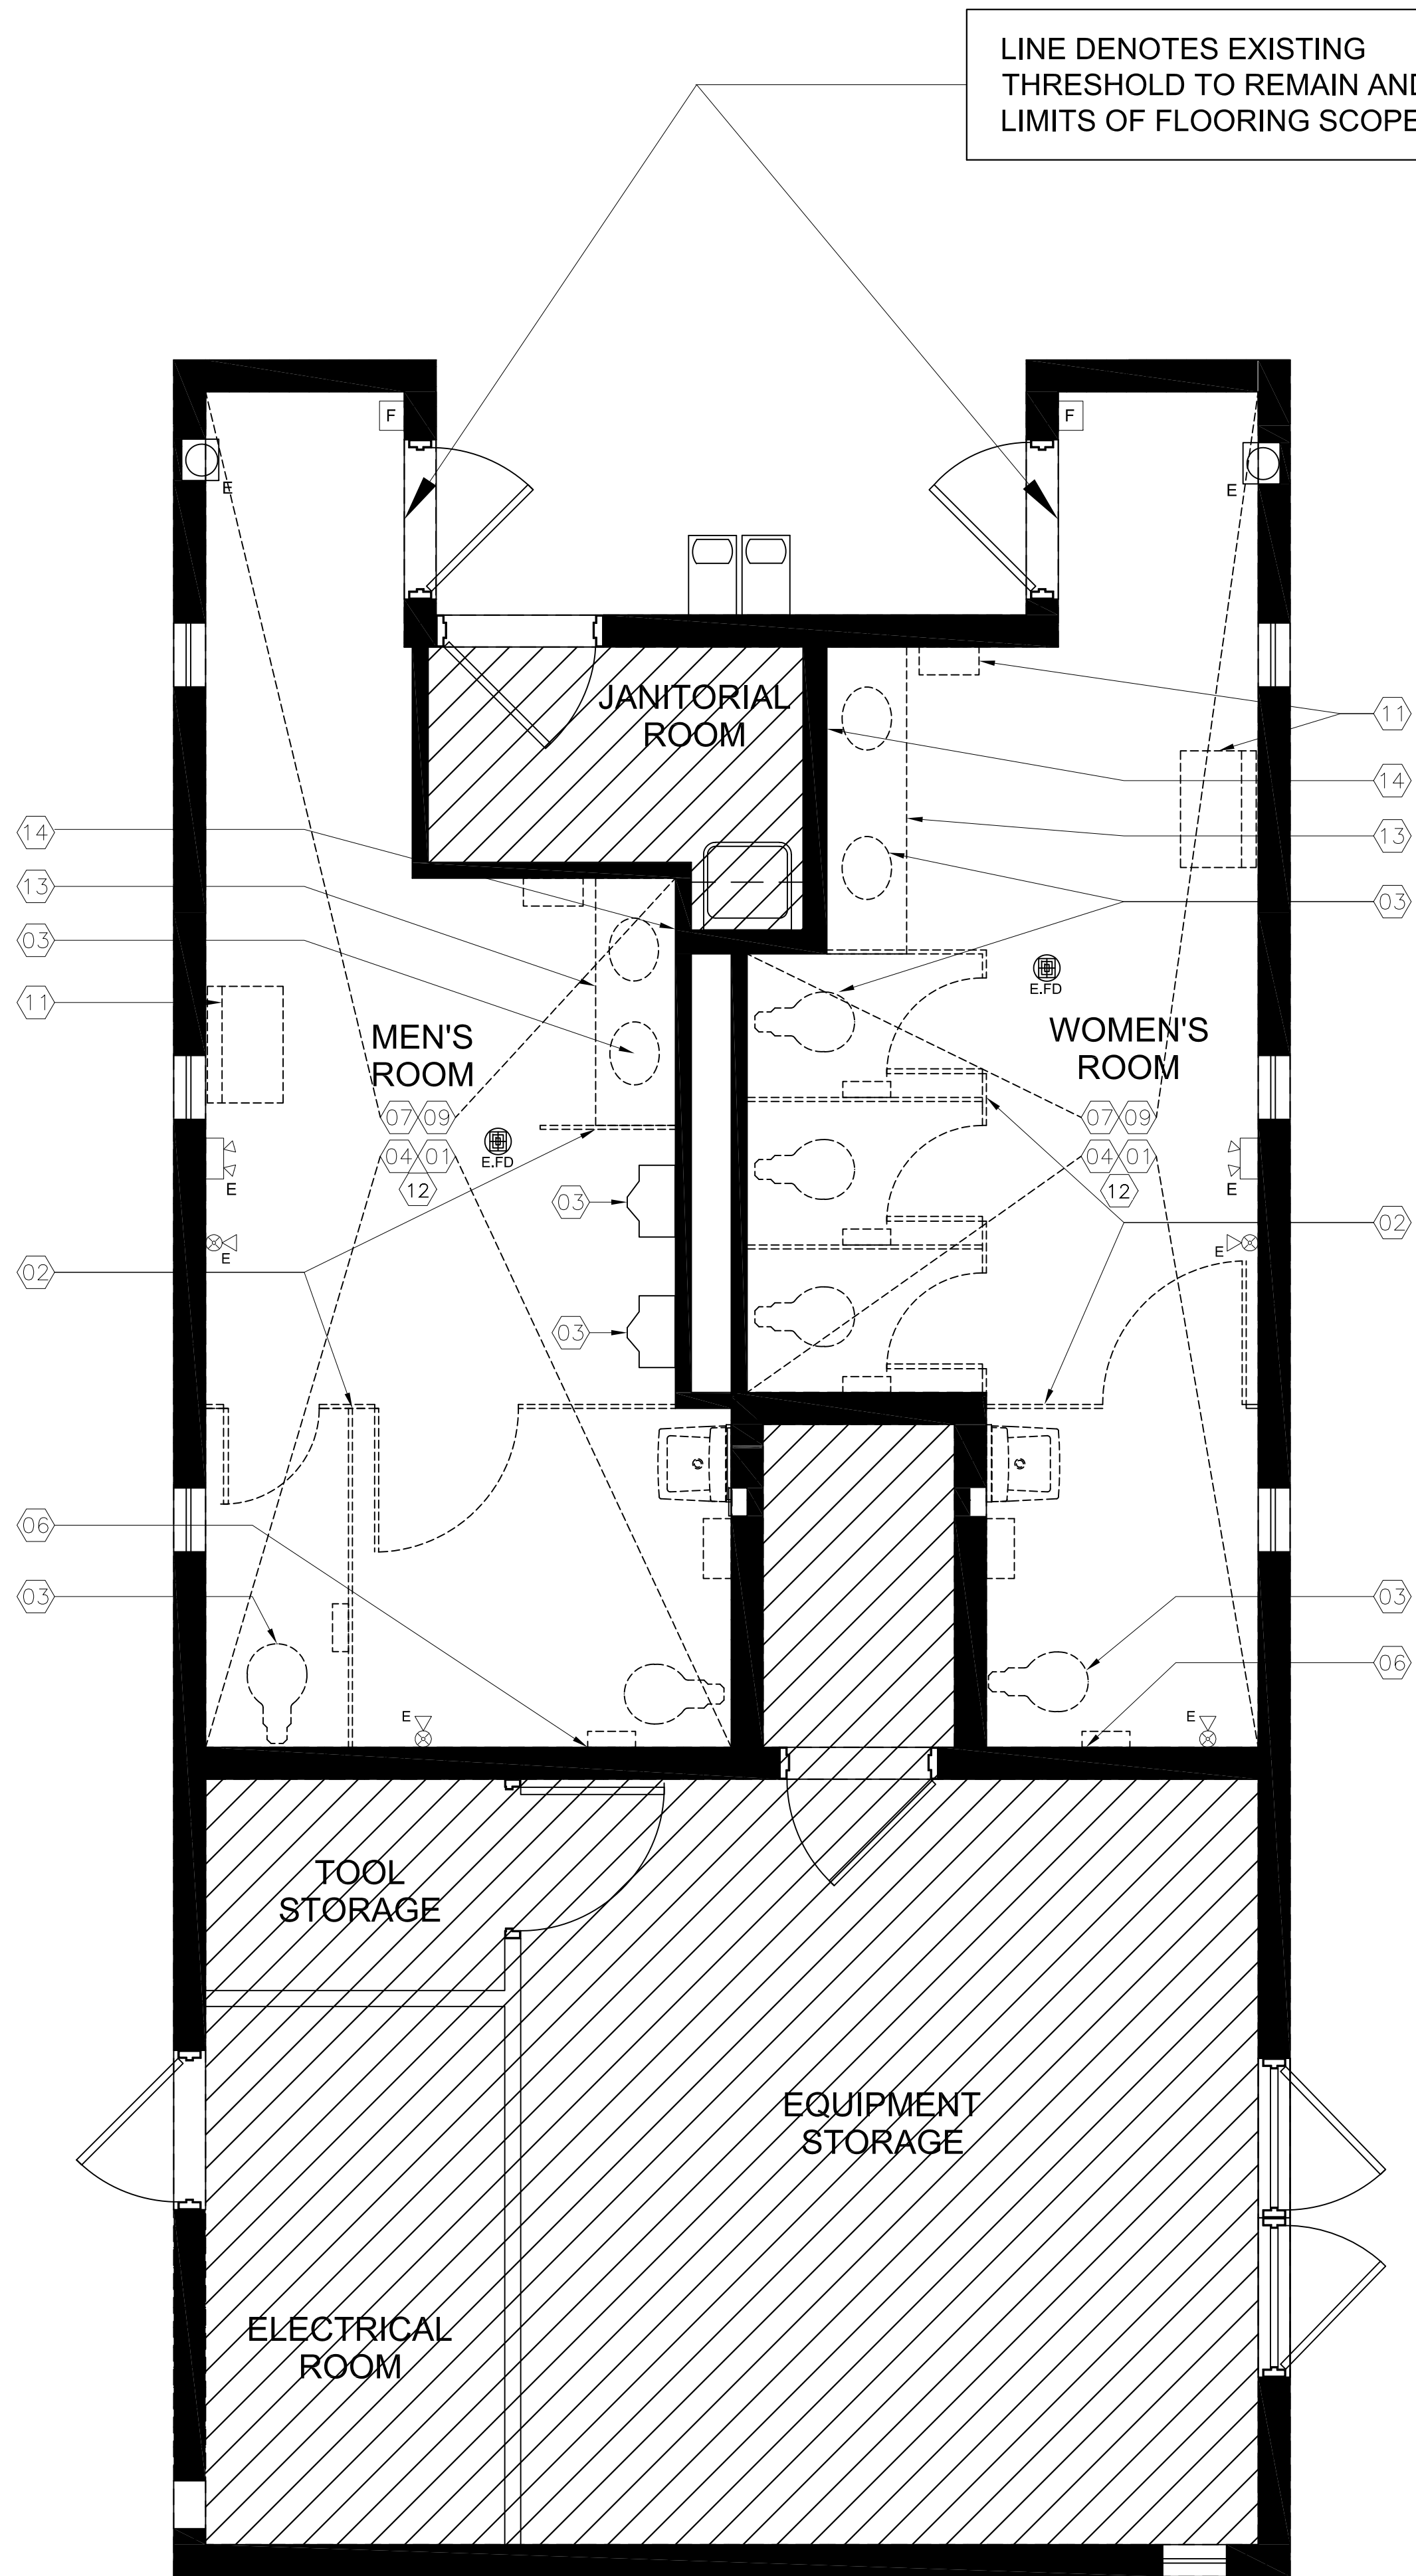 LINE DENOTES EXISTING
THRESHOLD TO REMAIN AND
LIMITS OF FLOORING SCOPE
F
F
E
E
JANITORIAL
ROOM
11
14
13
03
14
13
03
11
E.FD
MEN'S
ROOM
WOMEN'S
ROOM
07 09
04 01
12
E.FD
07 09
04 01
12
E
E
03
02
E
E
02
03
06
03
03
06
E
E
TOOL
STORAGE
EQUIPMENT
STORAGE
ELECTRICAL
ROOM